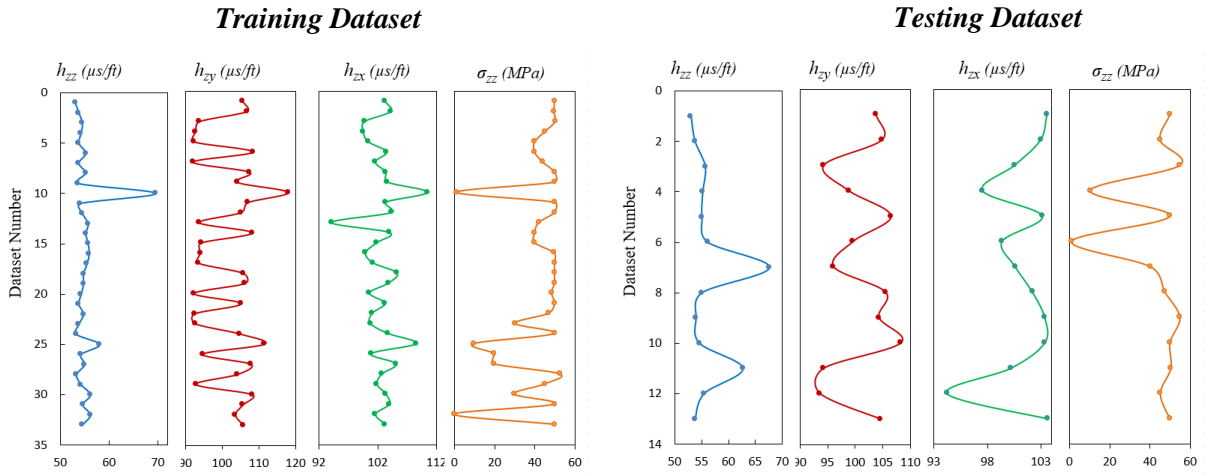 Training Dataset
Testing Dataset
hzz (µs/ft)
hzy (µs/ft)
hzx (µs/ft)
σzz (MPa)
hzz (µs/ft)
hzy (µs/ft)
hzx (µs/ft)
σzz (MPa)
Dataset Number
0
5
10
15
20
25
30
35
50 60 70
90 100 110 120
92 102 112
0 20 40 60
Dataset Number
0
2
4
6
8
10
12
14
50 55 60 65 70
90 95 100 105 110
93 98 103
0 20 40 60